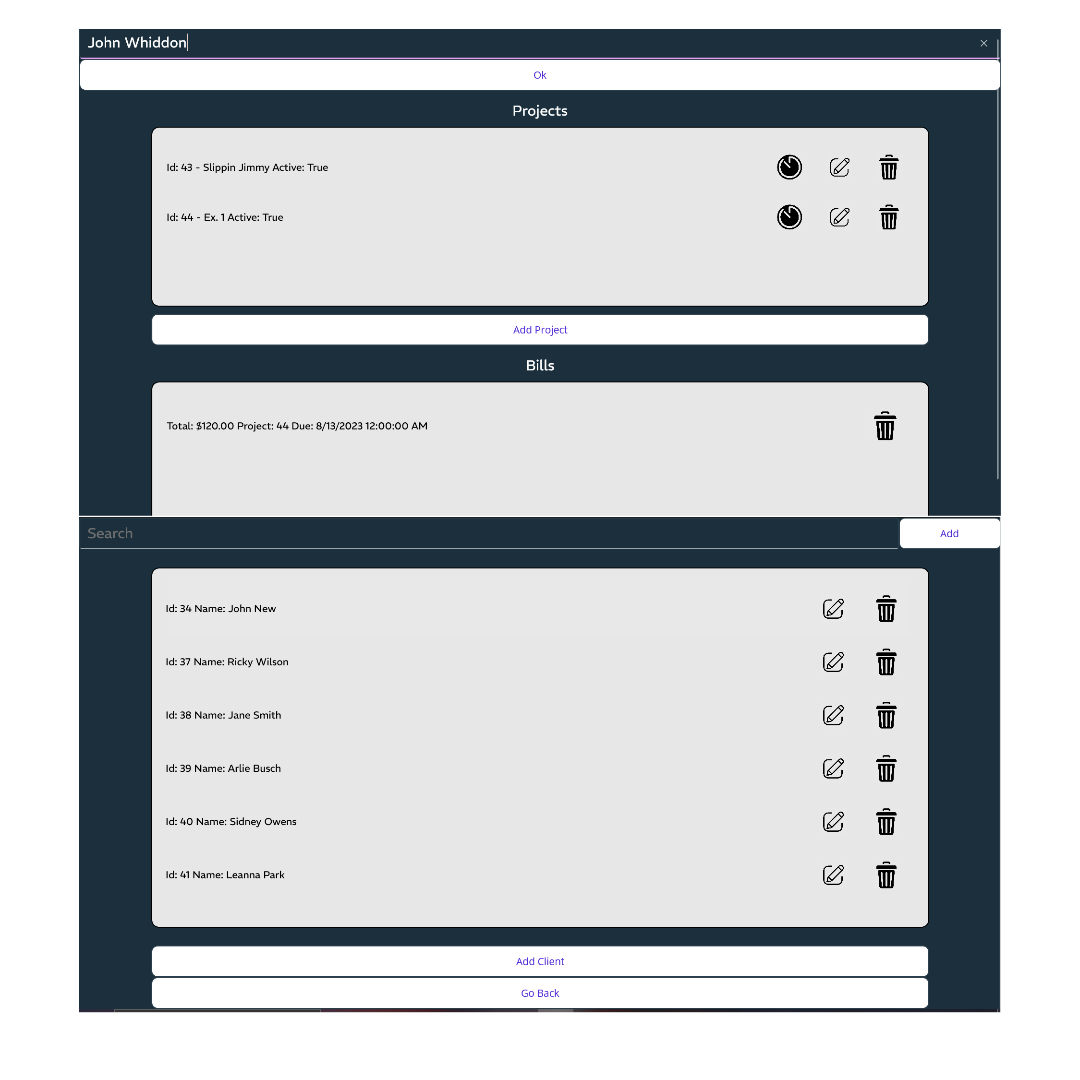 John Whiddon
Ok
Projects
Id: 43 - Slippin Jimmy Active: True
Id: 44 - Ex. 1 Active: True
Add Project
Bills
Total: $120.00 Project: 44 Due: 8/13/2023 12:00:00 AM
Search
Add
Id: 34 Name: John New
Id: 37 Name: Ricky Wilson
Id: 38 Name: Jane Smith
Id: 39 Name: Arlie Busch
Id: 40 Name: Sidney Owens
Id: 41 Name: Leanna Park
Add Client
Go Back